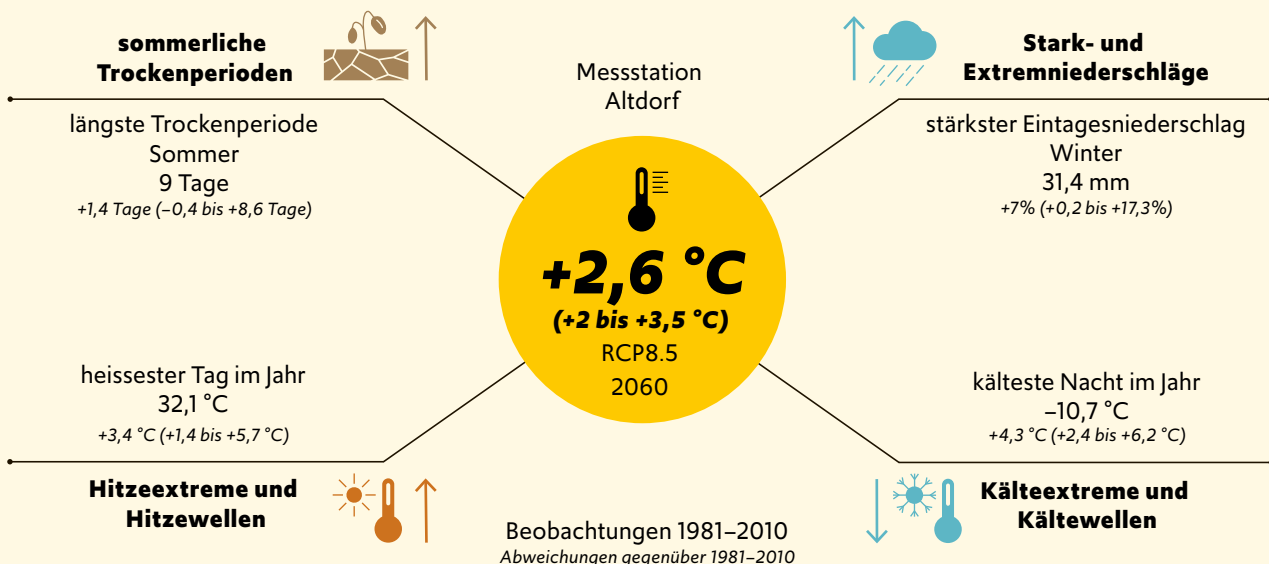 sommerliche
Trockenperioden
längste Trockenperiode
Sommer
9 Tage
+1,4 Tage (−0,4 bis +8,6 Tage)
Messstation
Altdorf
Stark- und
Extremniederschläge
stärkster Eintagesniederschlag
Winter
31,4 mm
+7% (+0,2 bis +17,3%)
+2,6 °C
(+2 bis +3,5 °C)
RCP8.5
2060
heissester Tag im Jahr
32,1 °C
+3,4 °C (+1,4 bis +5,7 °C)
Hitzeextreme und
Hitzewellen
kälteste Nacht im Jahr
−10,7 °C
+4,3 °C (+2,4 bis +6,2 °C)
Kälteextreme und
Kältewellen
Beobachtungen 1981–2010
Abweichungen gegenüber 1981–2010